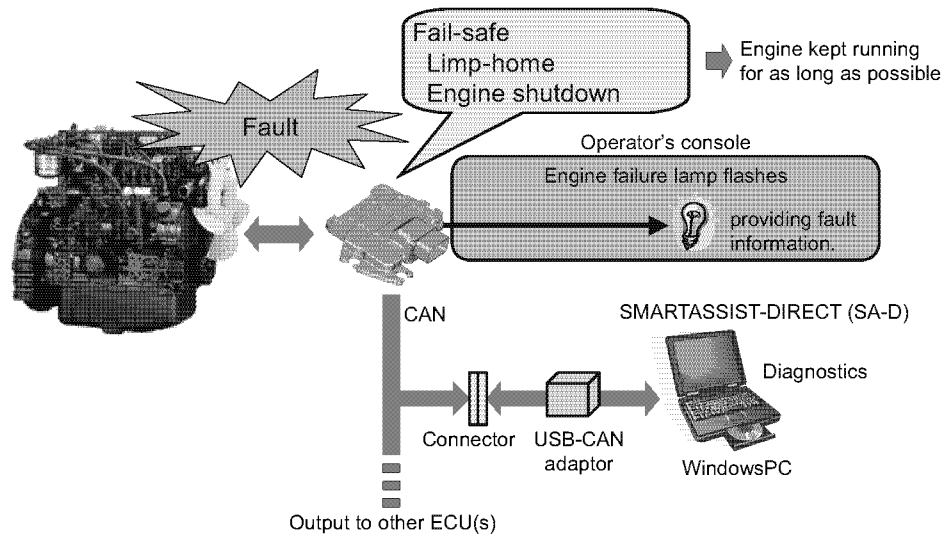 Fail-safe
Limp-home
Engine shutdown
Engine kept running
for as long as possible
Fault
Operator's console
Engine failure lamp flashes
providing fault
information.
CAN
SMARTASSIST-DIRECT (SA-D)
Diagnostics
Connector
USB-CAN
adaptor
WindowsPC
Output to other ECU(s)